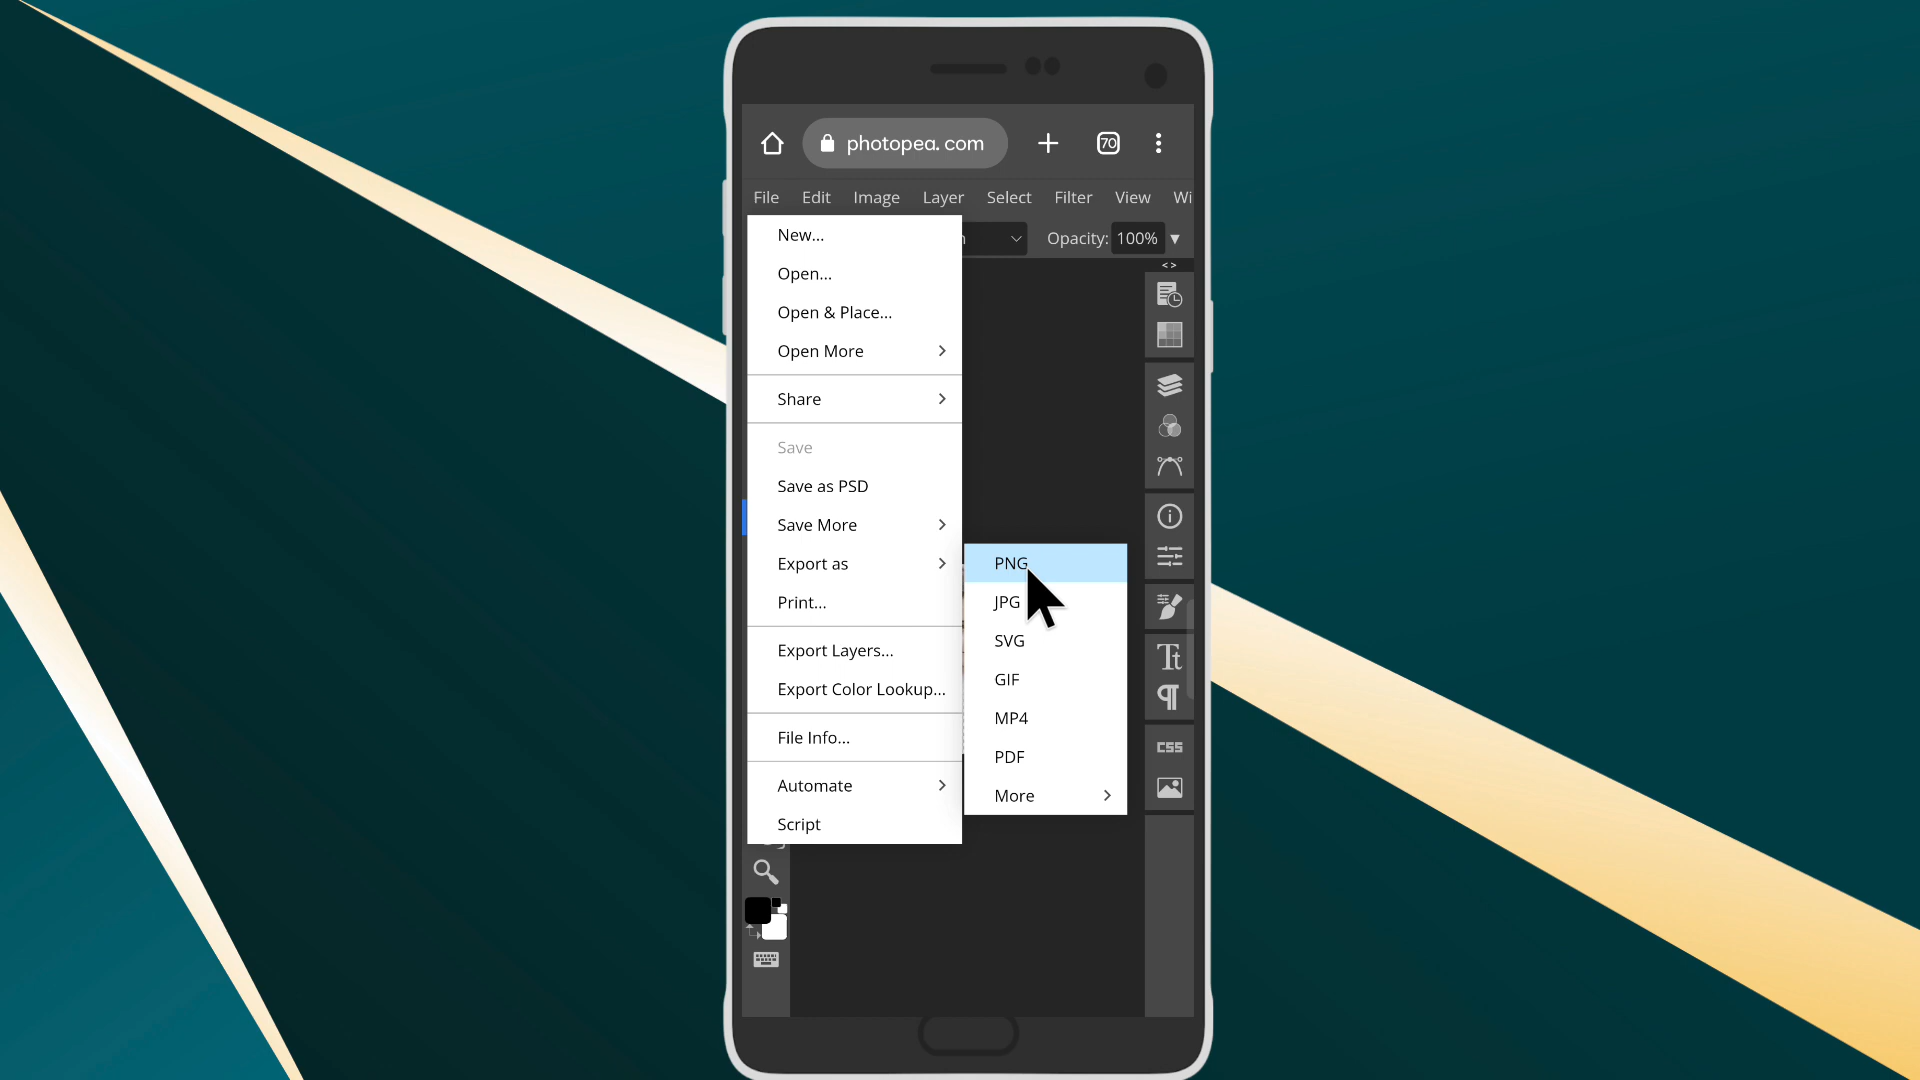 photopea.com
70
File Edit Image Layer Select Filter View Wi
New...
Opacity: 100%
Open...
Open & Place...
Open More
Share
Save
Save as PSD
Save More
Export as
PNG
Print...
JPG
SVG
Export Layers...
GIF
Export Color Lookup...
MP4
File Info...
PDF
Automate
More
Script
Tt
CSS